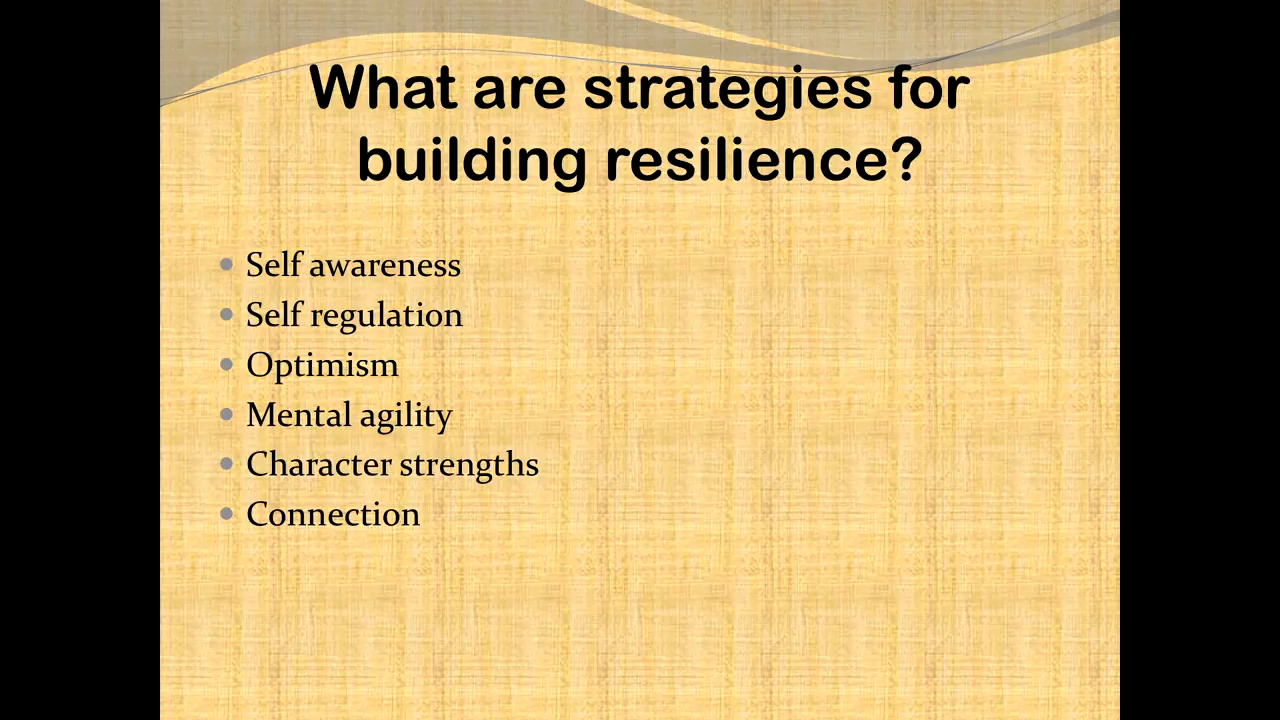 What are strategies for
building resilience?
Self awareness
Self regulation
Optimism
Mental agility
Character strengths
Connection